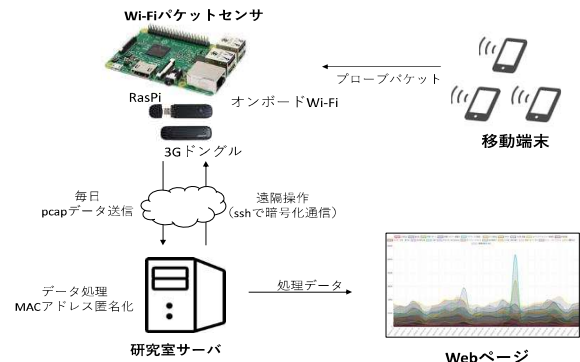 Wi-Fiパケットセンサ
プローブパケット
RasPi
オンボードWi-Fi
移動端末
3Gドングル
毎日
pcapデータ送信
遠隔操作
(sshで暗号化通信)
データ処理
MACアドレス匿名化
処理データ
研究室サーバ
Webページ